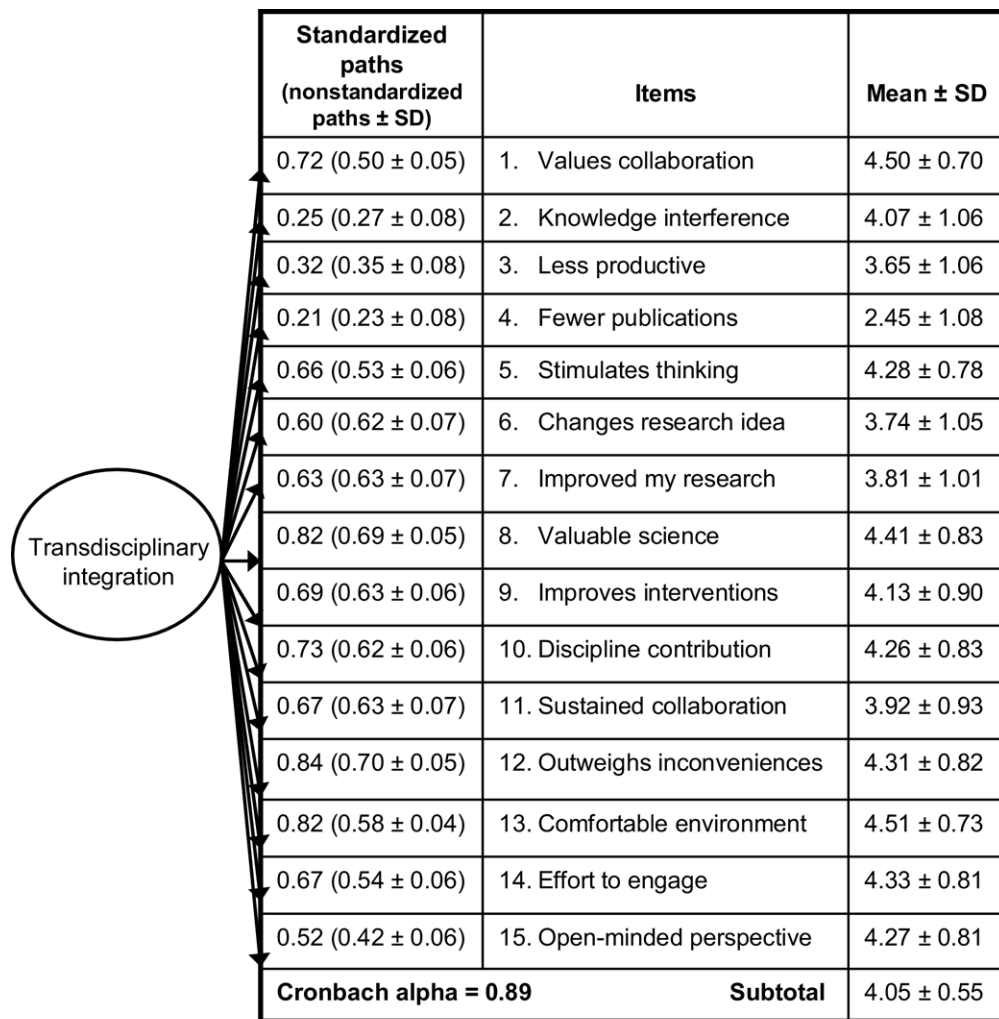 Standardized
paths
(nonstandardized
paths ± SD)
Items
Mean ± SD
0.72 (0.50 ± 0.05) 1. Values collaboration 4.50 ± 0.70
0.25 (0.27 ± 0.08) 2. Knowledge interference 4.07 ± 1.06
0.32 (0.35 ± 0.08) 3. Less productive 3.65 ± 1.06
0.21 (0.23 ± 0.08) 4. Fewer publications 2.45 ± 1.08
0.66 (0.53 ± 0.06) 5. Stimulates thinking 4.28 ± 0.78
0.60 (0.62 ± 0.07) 6. Changes research idea 3.74 ± 1.05
0.63 (0.63 ± 0.07) 7. Improved my research 3.81 ± 1.01
Transdisciplinary
integration
0.82 (0.69 ± 0.05) 8. Valuable science 4.41 ± 0.83
0.69 (0.63 ± 0.06) 9. Improves interventions 4.13 ± 0.90
0.73 (0.62 ± 0.06) 10. Discipline contribution 4.26 ± 0.83
0.67 (0.63 ± 0.07) 11. Sustained collaboration 3.92 ± 0.93
0.84 (0.70 ± 0.05) 12. Outweighs inconveniences 4.31 ± 0.82
0.82 (0.58 ± 0.04) 13. Comfortable environment 4.51 ± 0.73
0.67 (0.54 ± 0.06) 14. Effort to engage 4.33 ± 0.81
0.52 (0.42 ± 0.06) 15. Open-minded perspective 4.27 ± 0.81
Cronbach alpha = 0.89 Subtotal 4.05 ± 0.55